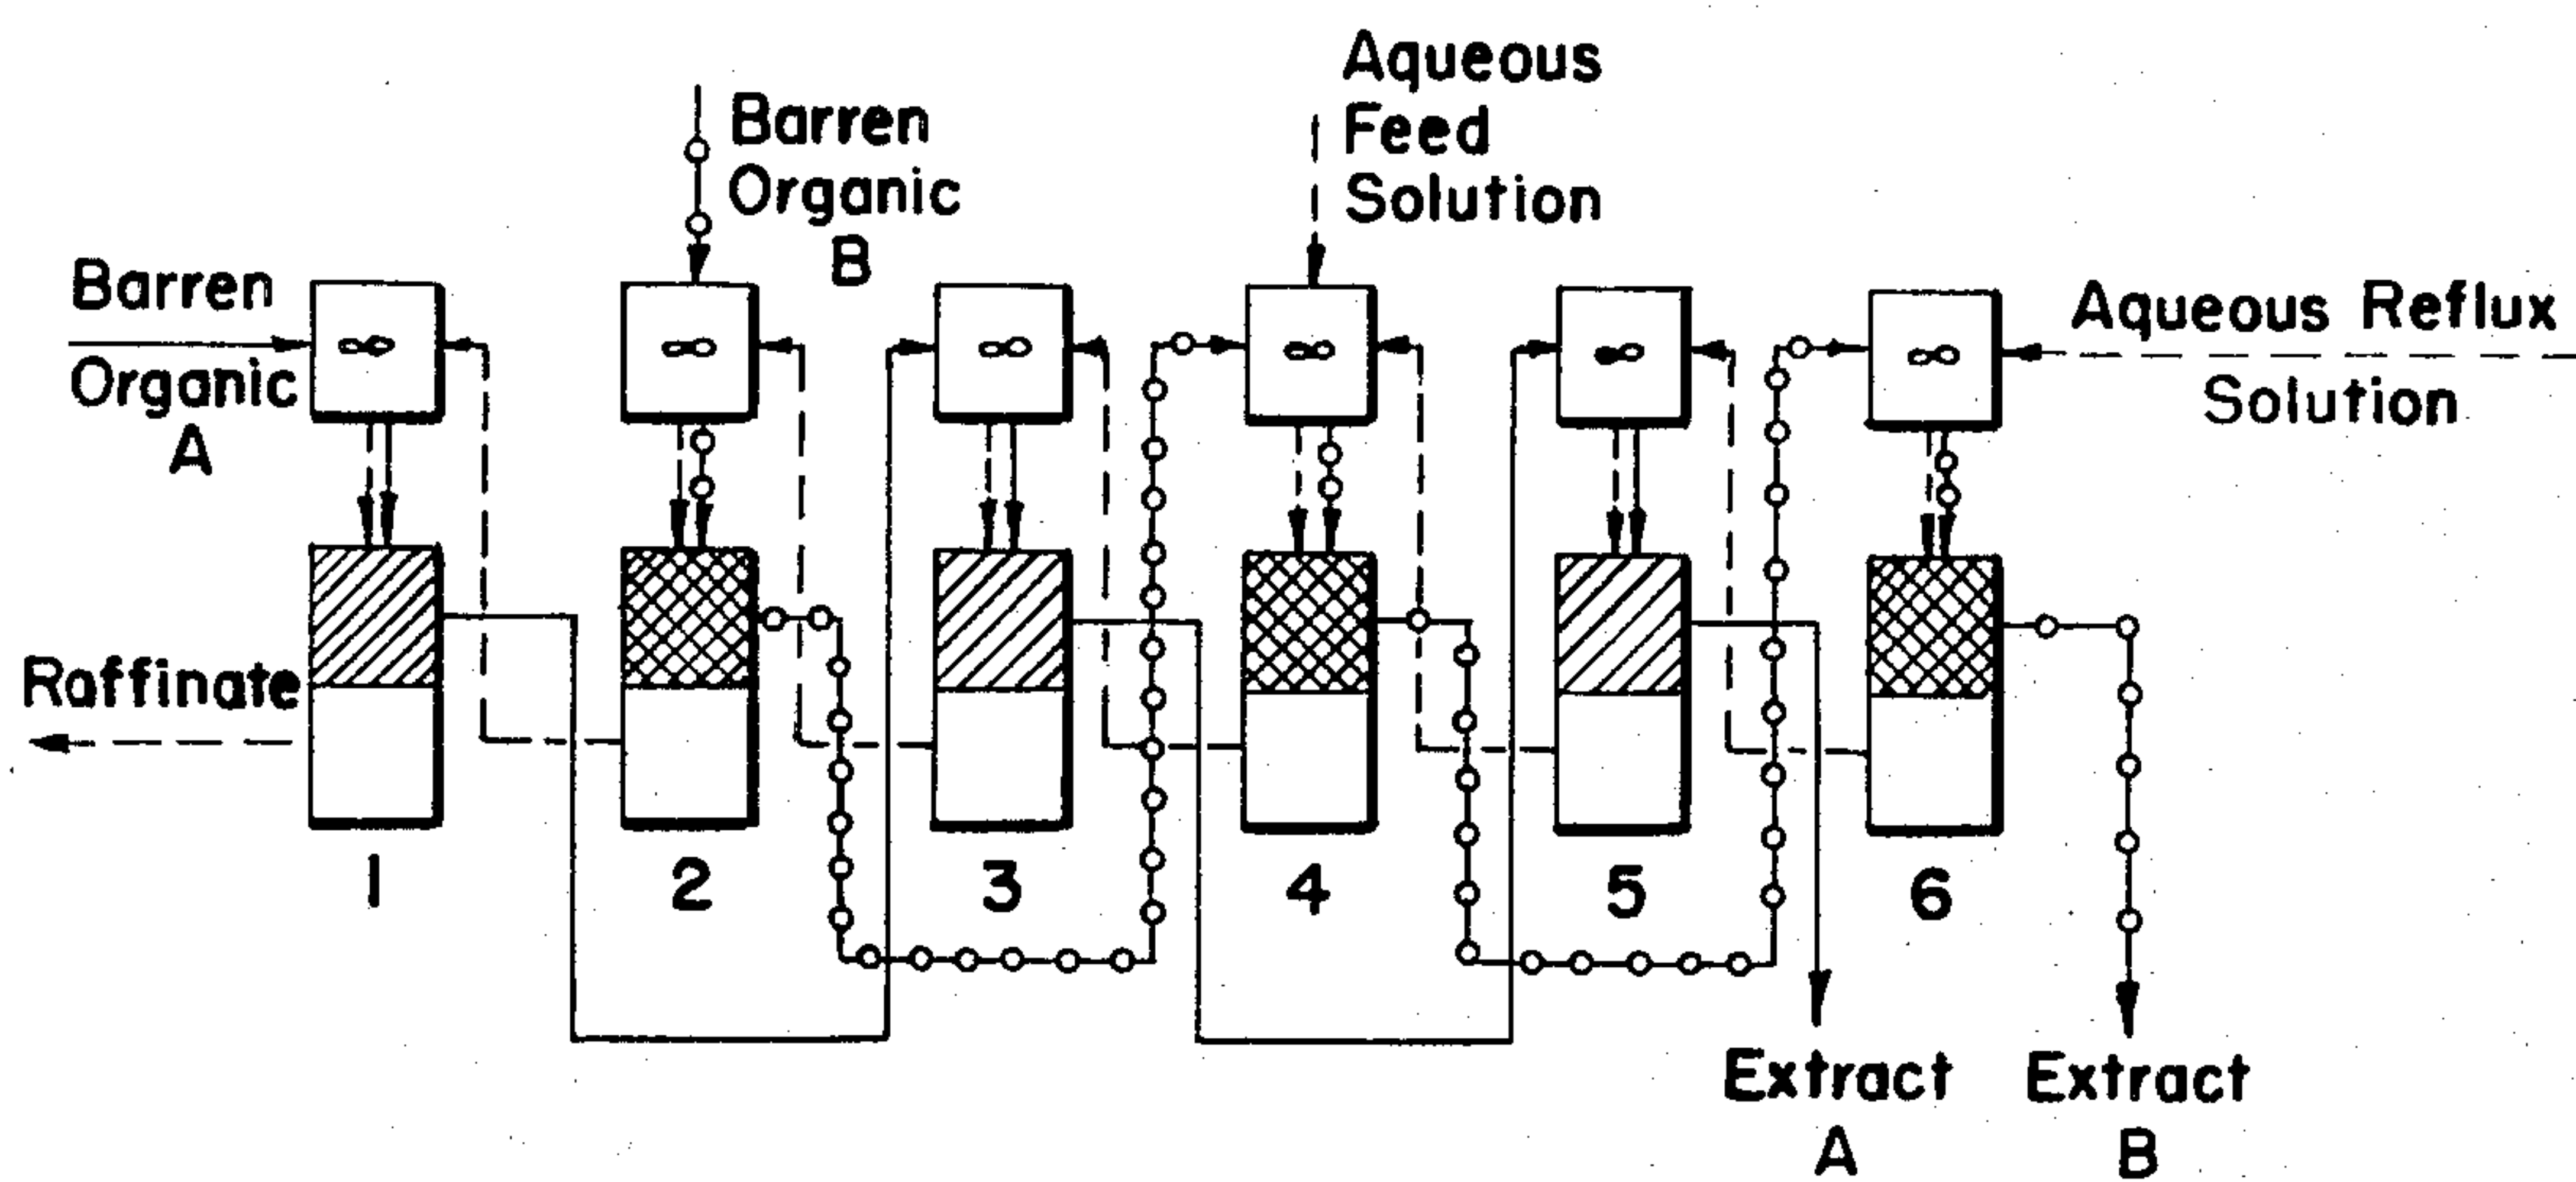 Aqueous
Feed
Solution
Barren
Organic
B
Barren
Organic
A
Aqueous Reflux
Solution
Raffinate
1
2
3
4
5
6
Extract
A
Extract
B